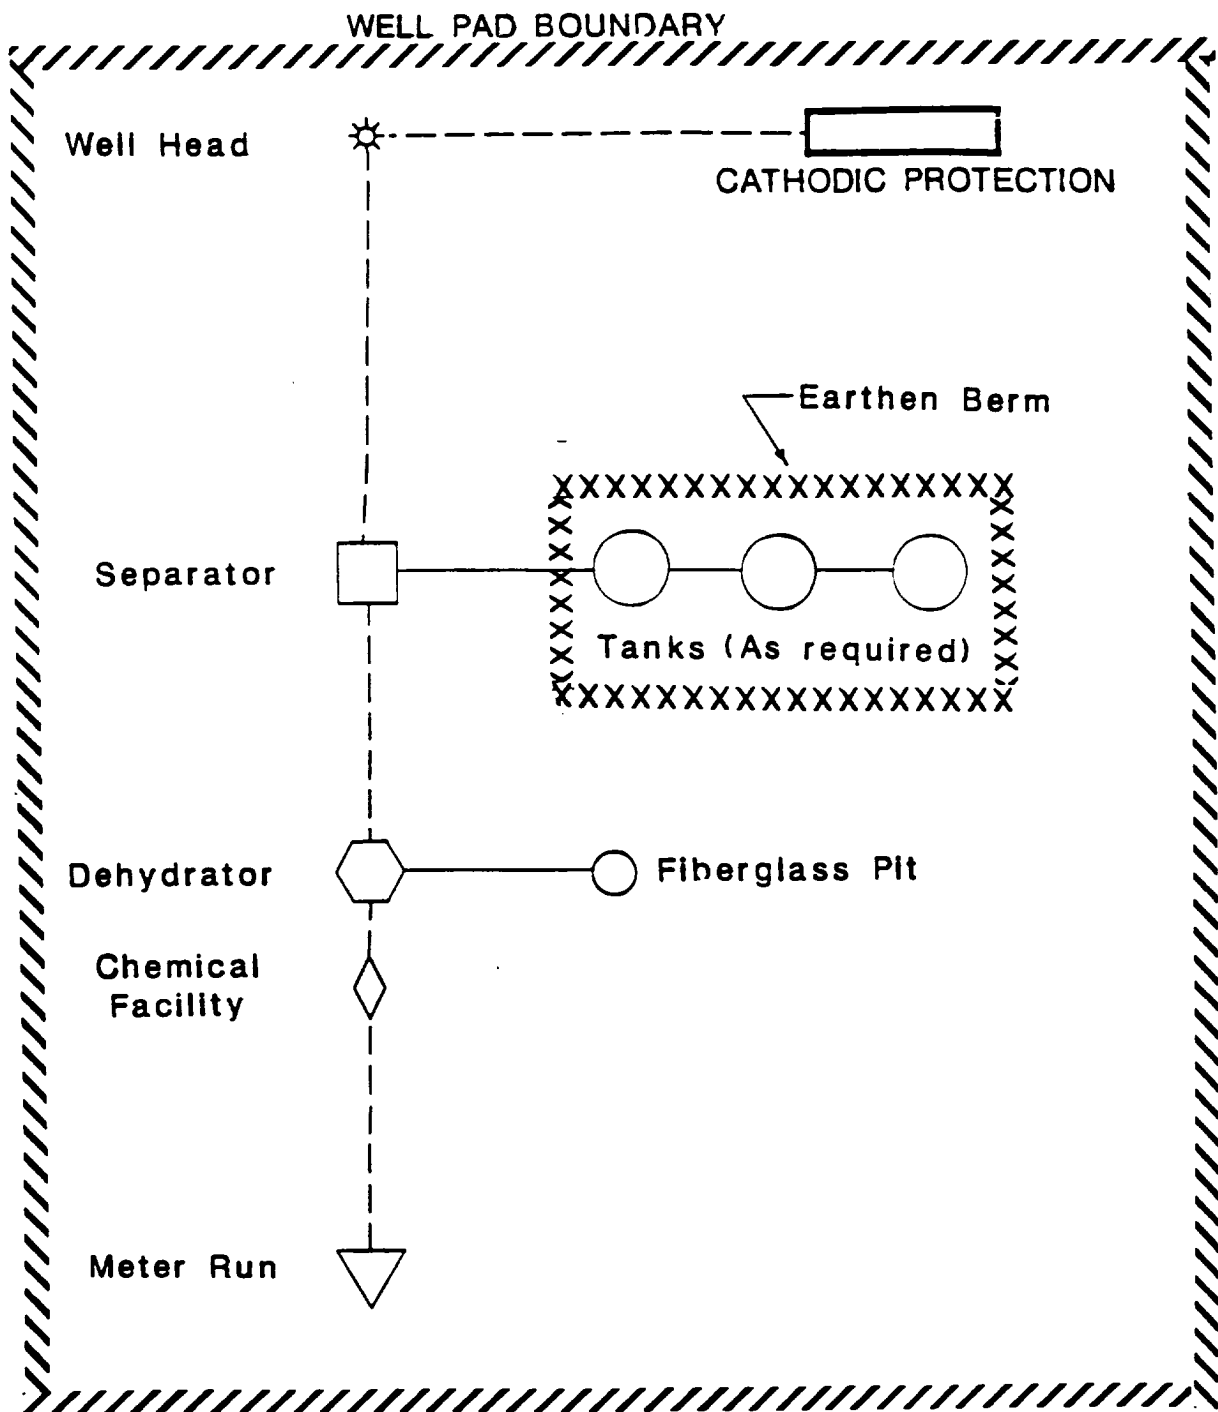 WELL PAD BOUNDARY
Well Head
CATHODIC PROTECTION
Earthen Berm
Separator
Tanks (As required)
Dehydrator
Fiberglass Pit
Chemical
Facility
Meter Run